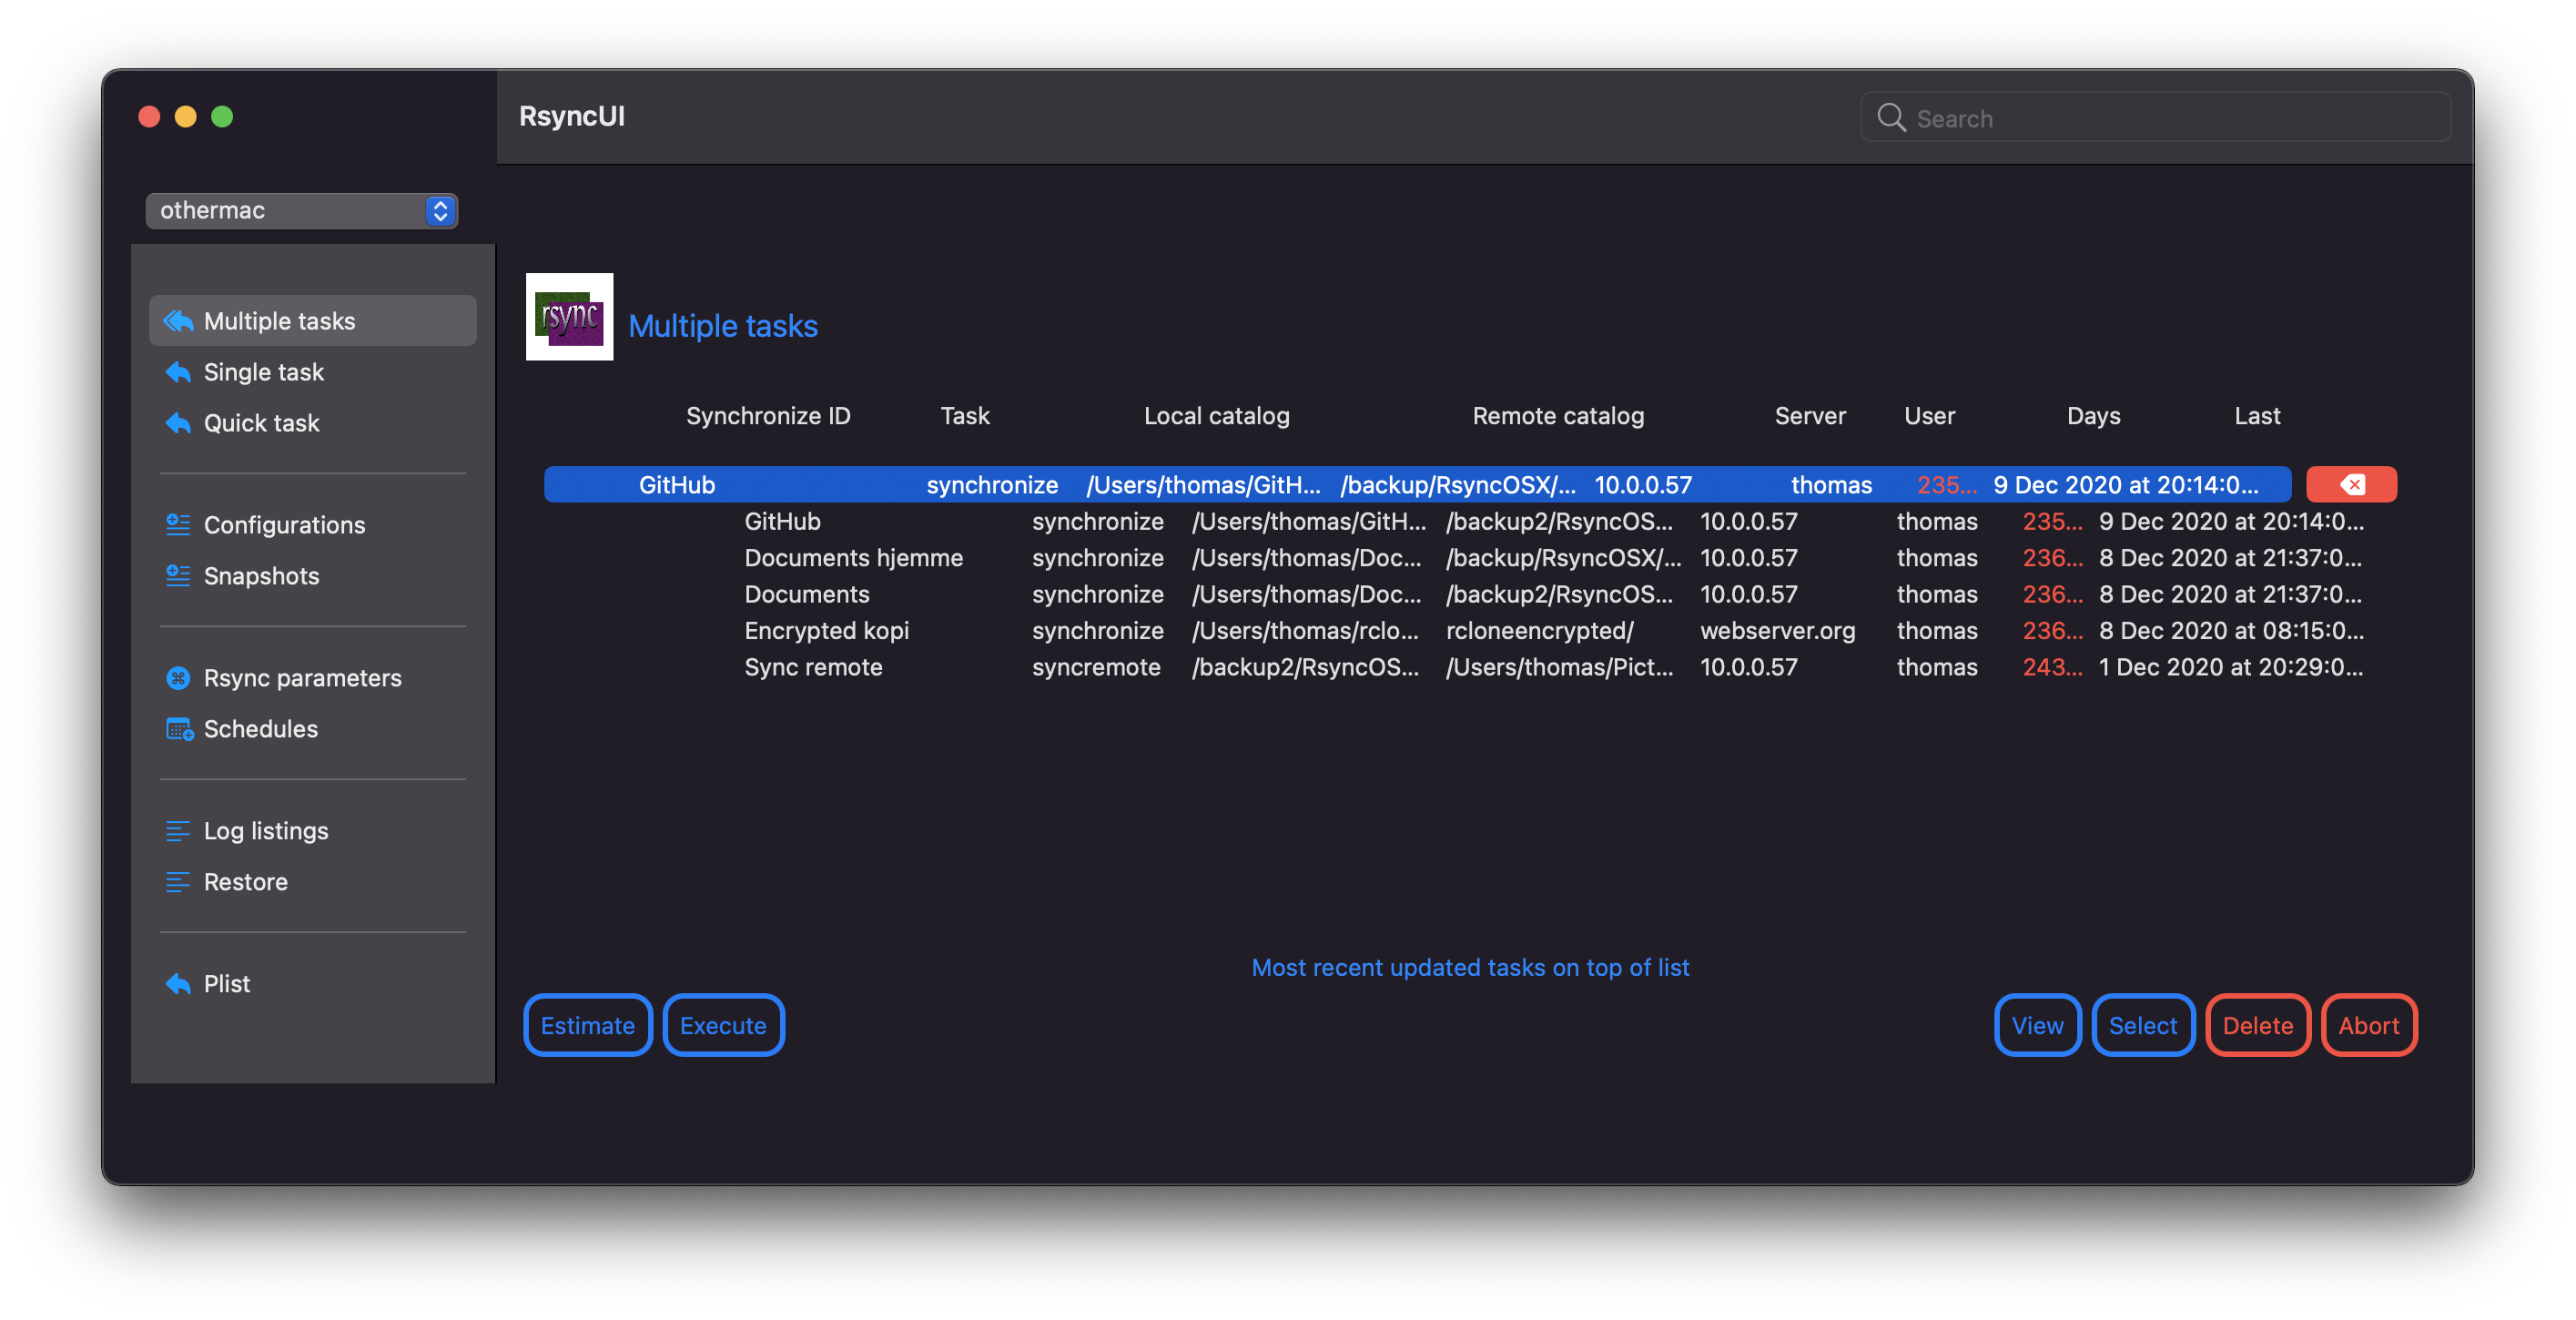 RsyncUI
Search
othermac
Multiple tasks
Single task
Quick task
Configurations
Snapshots
Rsync parameters
Schedules
Log listings
Restore
Plist
rsync
Multiple tasks
Synchronize ID Task Local catalog Remote catalog Server User Days Last
GitHub synchronize /Users/thomas/GitH... /backup/RsyncOSX/... 10.0.0.57 thomas 235... 9 Dec 2020 at 20:14:0...
GitHub synchronize /Users/thomas/GitH... /backup2/RsyncOS... 10.0.0.57 thomas 235... 9 Dec 2020 at 20:14:0...
Documents hjemme synchronize /Users/thomas/Doc... /backup/RsyncOSX/... 10.0.0.57 thomas 236... 8 Dec 2020 at 21:37:0...
Documents synchronize /Users/thomas/Doc... /backup2/RsyncOS... 10.0.0.57 thomas 236... 8 Dec 2020 at 21:37:0...
Encrypted kopi synchronize /Users/thomas/rclo... rcloneencrypted/ webserver.org thomas 236... 8 Dec 2020 at 08:15:0...
Sync remote syncremote /backup2/RsyncOS... /Users/thomas/Pict... 10.0.0.57 thomas 243... 1 Dec 2020 at 20:29:0...
Most recent updated tasks on top of list
Estimate Execute View Select Delete Abort